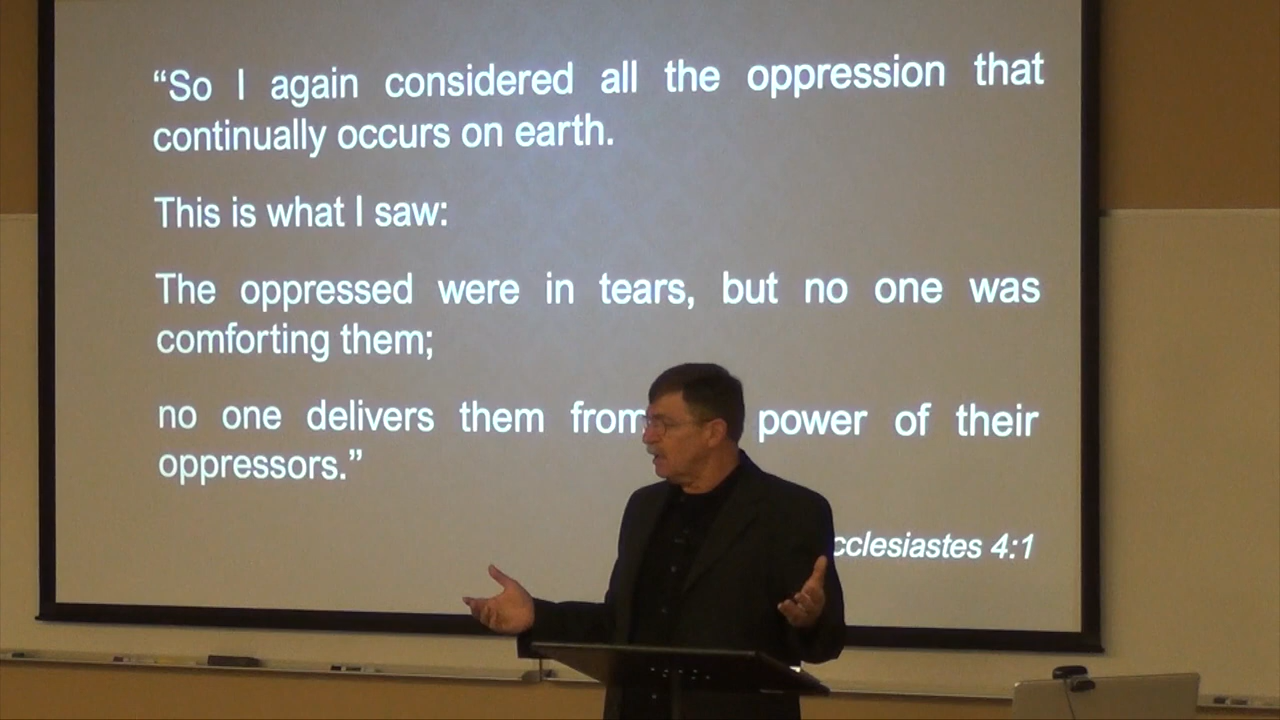 “So I again considered all the oppression that
continually occurs on earth.
This is what I saw:
The oppressed were in tears, but no one was
comforting them;
no one delivers them from power of their
oppressors.”
cclesiastes 4:1